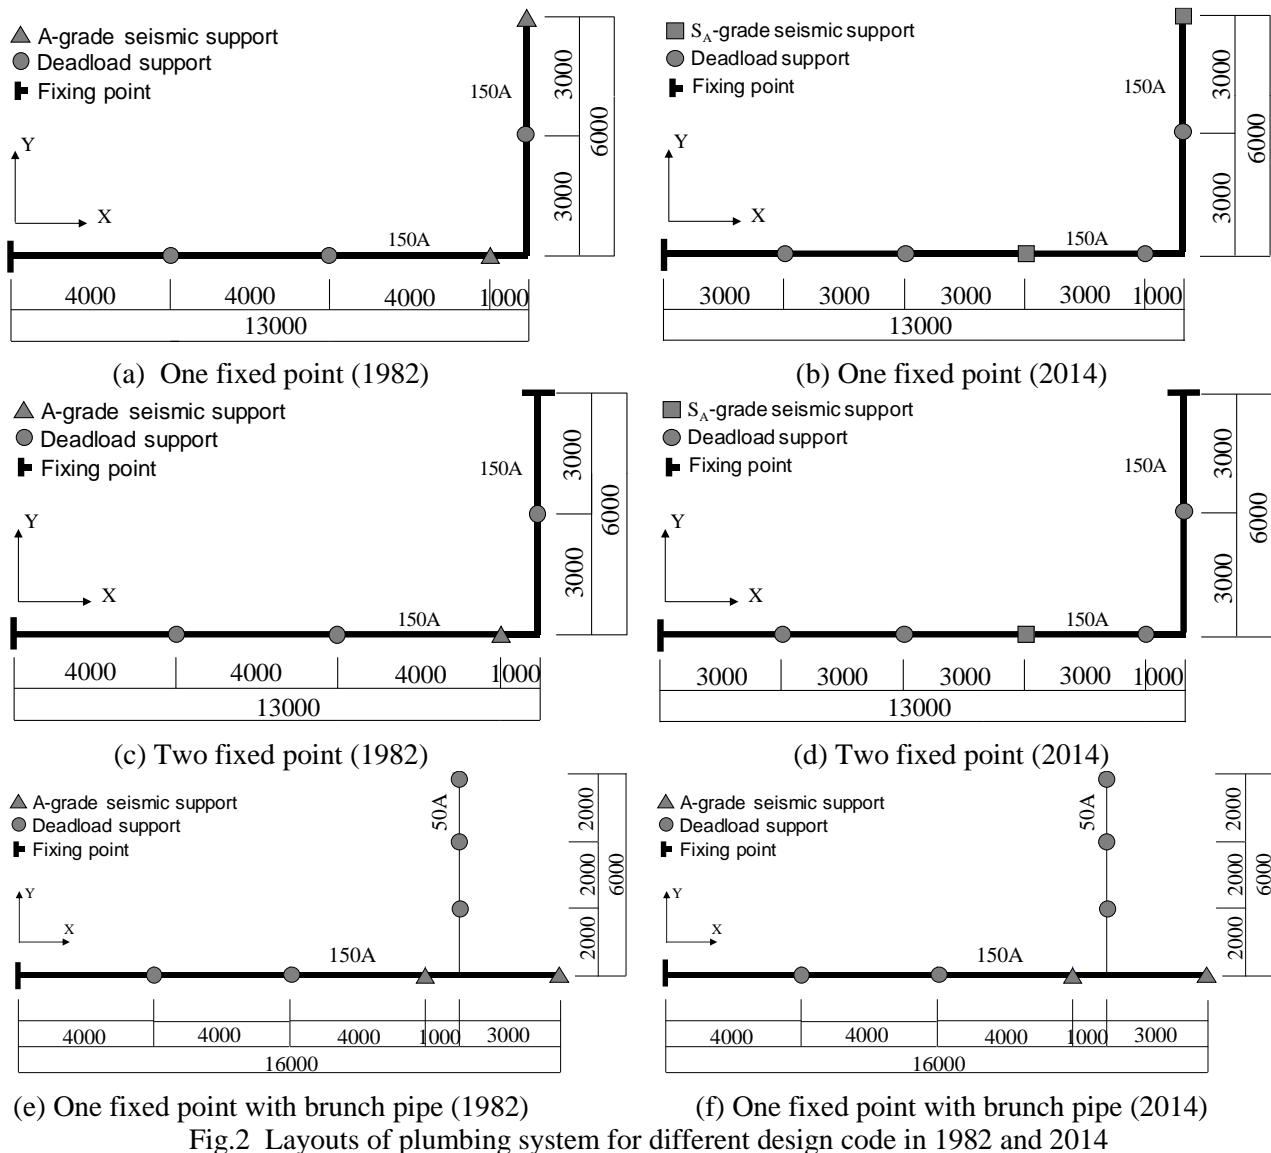 A-grade seismic support
Deadload support
Fixing point
150A
3000
3000
6000
Y
X
150A
4000 4000 4000 1000
13000
(a) One fixed point (1982)
SA-grade seismic support
Deadload support
Fixing point
150A
3000
3000
6000
Y
X
150A
3000 3000 3000 3000 1000
13000
(b) One fixed point (2014)
A-grade seismic support
Deadload support
Fixing point
150A
3000
3000
6000
Y
X
150A
4000 4000 4000 1000
13000
(c) Two fixed point (1982)
SA-grade seismic support
Deadload support
Fixing point
150A
3000
3000
6000
Y
X
150A
3000 3000 3000 3000 1000
13000
(d) Two fixed point (2014)
A-grade seismic support
Deadload support
Fixing point
50A
2000
2000
2000
6000
Y
X
150A
4000 4000 4000 1000 3000
16000
(e) One fixed point with brunch pipe (1982)
A-grade seismic support
Deadload support
Fixing point
50A
2000
2000
2000
6000
Y
X
150A
4000 4000 4000 1000 3000
16000
(f) One fixed point with brunch pipe (2014)
Fig.2 Layouts of plumbing system for different design code in 1982 and 2014